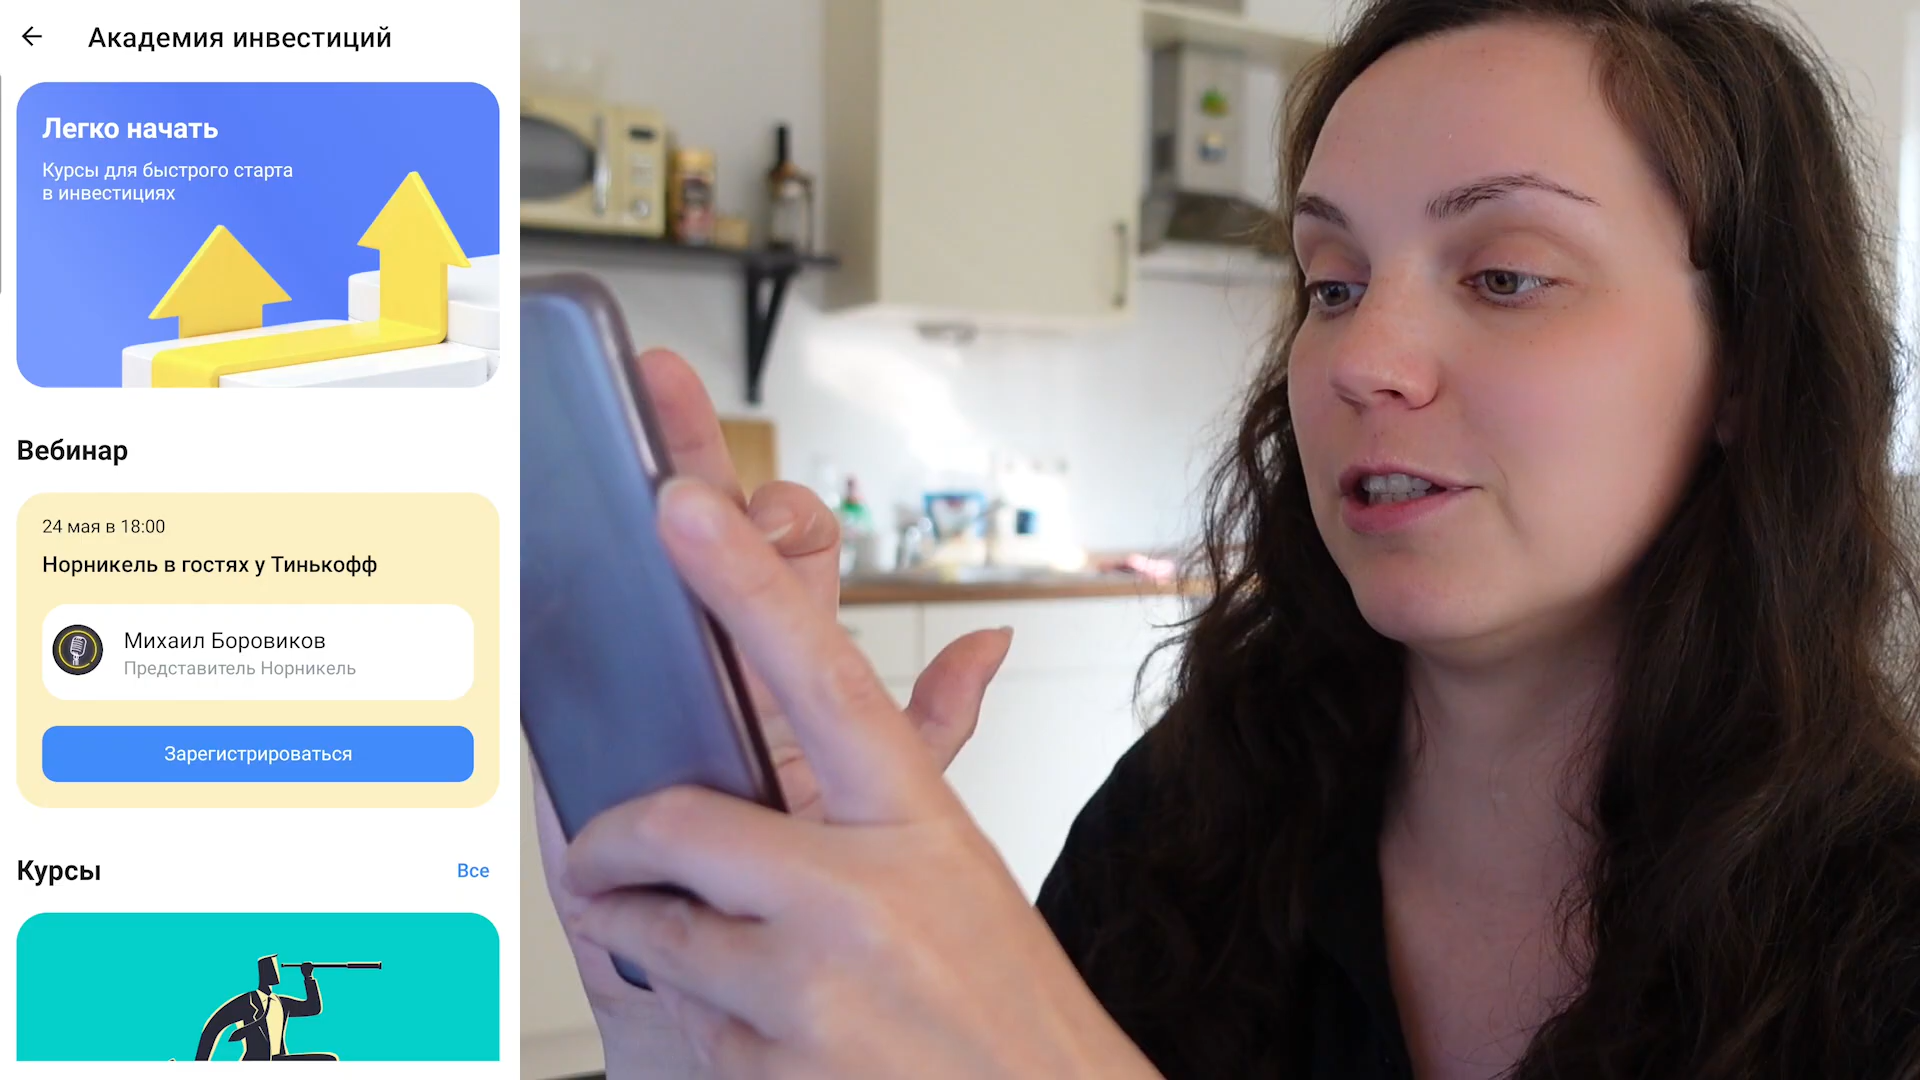 Академия инвестиций
Легко начать
Курсы для быстрого старта
в инвестициях
Вебинар
24 мая в 18:00
Норникель в гостях у Тинькофф
Михаил Боровиков
Представитель Норникель
Зарегистрироваться
Курсы
Все